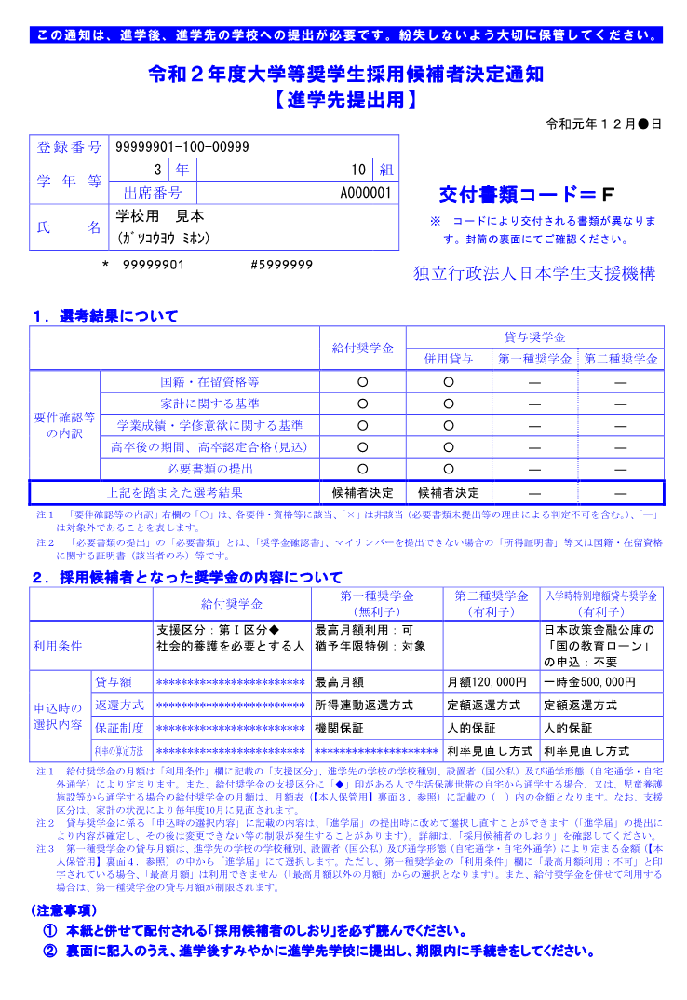 この通知は、進学後、進学先の学校への提出が必要です。紛失しないよう大切に保管してください。
令和２年度大学等奨学生採用候補者決定通知
【進学先提出用】
令和元年１２月●日
登録番号 99999901-100-00999
学年等 3 年 10 組
出席番号 A000001
氏名 学校用　見本
(ｶﾞﾂｺｳﾖｳ ﾐﾎﾝ)
* 99999901 #5999999
交付書類コード＝Ｆ
※　コードにより交付される書類が異なりま
す。封筒の裏面にてご確認ください。
独立行政法人日本学生支援機構
１．選考結果について
給付奨学金 貸与奨学金
併用貸与 第一種奨学金 第二種奨学金
要件確認等の内訳
国籍・在留資格等 ○ ○ ― ―
家計に関する基準 ○ ○ ― ―
学業成績・学修意欲に関する基準 ○ ○ ― ―
高卒後の期間、高卒認定合格(見込) ○ ○ ― ―
必要書類の提出 ○ ○ ― ―
上記を踏まえた選考結果 候補者決定 候補者決定 ― ―
注１　「要件確認等の内訳」右欄の「○」は、各要件・資格等に該当、「×」は非該当（必要書類未提出等の理由による判定不可を含む。）、「―」
は対象外であることを表します。
注２　「必要書類の提出」の「必要書類」とは、「奨学金確認書」、マイナンバーを提出できない場合の「所得証明書」等又は国籍・在留資格
に関する証明書（該当者のみ）等です。
２．採用候補者となった奨学金の内容について
給付奨学金 第一種奨学金（無利子） 第二種奨学金（有利子） 入学時特別増額貸与奨学金（有利子）
利用条件
支援区分：第Ⅰ区分◆ 最高月額利用：可 日本政策金融公庫の
社会的養護を必要とする人 猶予年限特例：対象 「国の教育ローン」
の申込：不要
申込時の選択内容
貸与額 ************************ 最高月額 月額120,000円 一時金500,000円
返還方式 ************************ 所得連動返還方式 定額返還方式 定額返還方式
保証制度 ************************ 機関保証 人的保証 人的保証
利率の算定方法 ************************ ******************** 利率見直し方式 利率見直し方式
注１　給付奨学金の月額は「利用条件」欄に記載の「支援区分」、進学先の学校の学校種別、設置者（国公私）及び通学形態（自宅通学・自宅
外通学）により定まります。また、給付奨学金の支援区分に「◆」印がある人で生活保護世帯の自宅から通学する場合、又は、児童養護
施設等から通学する場合の給付奨学金の月額は、月額表（【本人保管用】裏面３．参照）に記載の（　）内の金額となります。なお、支援
区分は、家計の状況により毎年度10月に見直されます。
注２　貸与奨学金に係る「申込時の選択内容」に記載の内容は、「進学届」の提出時に改めて選択し直すことができます（「進学届」の提出に
より内容が確定し、その後は変更できない等の制限が発生することがあります）。詳細は、「採用候補者のしおり」を確認してください。
注３　第一種奨学金の貸与月額は、進学先の学校の学校種別、設置者（国公私）及び通学形態（自宅通学・自宅外通学）により定まる金額（【本
人保管用】裏面４．参照）の中から「進学届」にて選択します。ただし、第一種奨学金の「利用条件」欄に「最高月額利用：不可」と印
字されている場合、「最高月額」は利用できません（「最高月額以外の月額」からの選択となります）。また、給付奨学金を併せて利用する
場合は、第一種奨学金の貸与月額が制限されます。
（注意事項）
①　本紙と併せて配付される「採用候補者のしおり」を必ず読んでください。
②　裏面に記入のうえ、進学後すみやかに進学先学校に提出し、期限内に手続きをしてください。